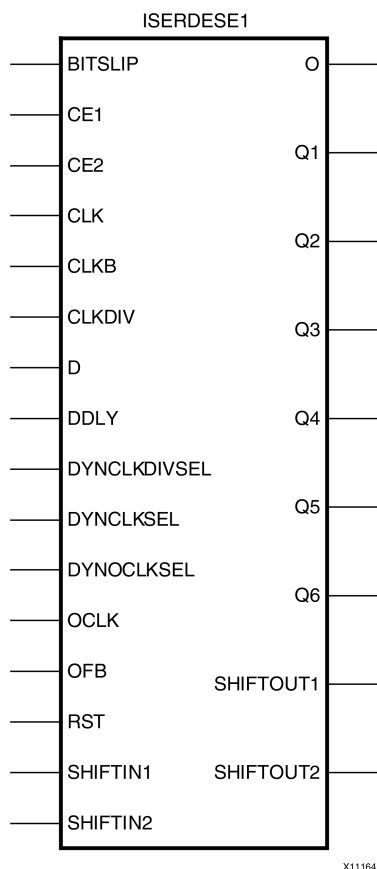 ISERDESE1
BITSLIP
CE1
CE2
CLK
CLKB
CLKDIV
D
DDLY
DYNCLKDIVSEL
DYNCLKSEL
DYNOCLKSEL
OCLK
OFB
RST
SHIFTIN1
SHIFTIN2
O
Q1
Q2
Q3
Q4
Q5
Q6
SHIFTOUT1
SHIFTOUT2
X11164